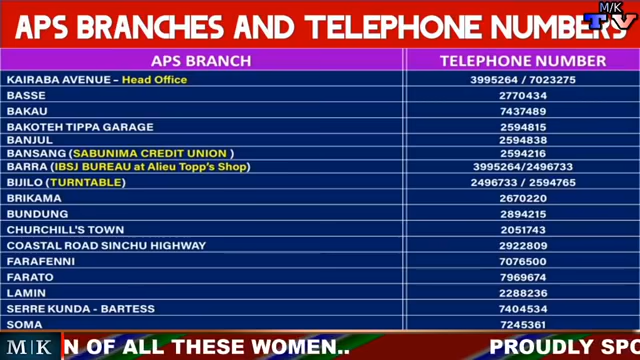 M/K
TV
APS BRANCHES AND TELEPHONE NUMBERS
APS BRANCH TELEPHONE NUMBER
KAIRABA AVENUE – Head Office 3995264 / 7023275
BASSE 2770434
BAKAU 7437489
BAKOTEH TIPPA GARAGE 2594815
BANJUL 2594838
BANSANG (SABUNIMA CREDIT UNION ) 2594216
BARRA (IBSJ BUREAU at Alieu Topp's Shop) 3995264/2496733
BIJILO (TURNTABLE) 2496733 / 2594765
BRIKAMA 2670220
BUNDUNG 2894215
CHURCHILL'S TOWN 2051743
COASTAL ROAD SINCHU HIGHWAY 2922809
FARAFENNI 7076500
FARATO 7969674
LAMIN 2288236
SERRE KUNDA - BARTESS 7404534
SOMA 7245361
M|K N OF ALL THESE WOMEN.. PROUDLY SPO